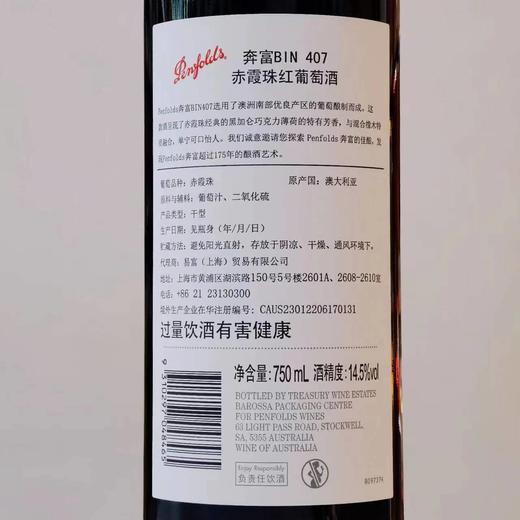 Penfolds
奔富BIN 407
赤霞珠红葡萄酒
Penfolds奔富BIN407选用了澳洲南部优良产区的葡萄酿制而成。这
款酒呈现了赤霞珠经典的黑加仑巧克力薄荷的特有芳香，与混合橡木特
质融合，单宁可口怡人。我们诚意邀请您探索Penfolds奔富的佳酿，发
现Penfolds奔富超过175年的酿酒艺术。
葡萄品种：赤霞珠 原产国：澳大利亚
原料与辅料：葡萄汁、二氧化硫
产品类型：干型
生产日期：见瓶身（年/月/日）
贮藏方法：避免阳光直射，存放于阴凉、干燥、通风环境下。
代理商：易富（上海）贸易有限公司
地址：上海市黄浦区湖滨路150号5号楼2601A、2608-2610室
电话：+86 21 23130300
境外生产企业在华注册编号：CAUS23012206170131
过量饮酒有害健康
净含量:750 mL 酒精度:14.5%vol
BOTTLED BY TREASURY WINE ESTATES
BAROSSA PACKAGING CENTRE
FOR PENFOLDS WINES
63 LIGHT PASS ROAD, STOCKWELL,
SA, 5355 AUSTRALIA
WINE OF AUSTRALIA
9 310297 048465
Enjoy Responsibly
负责任饮酒
B097374